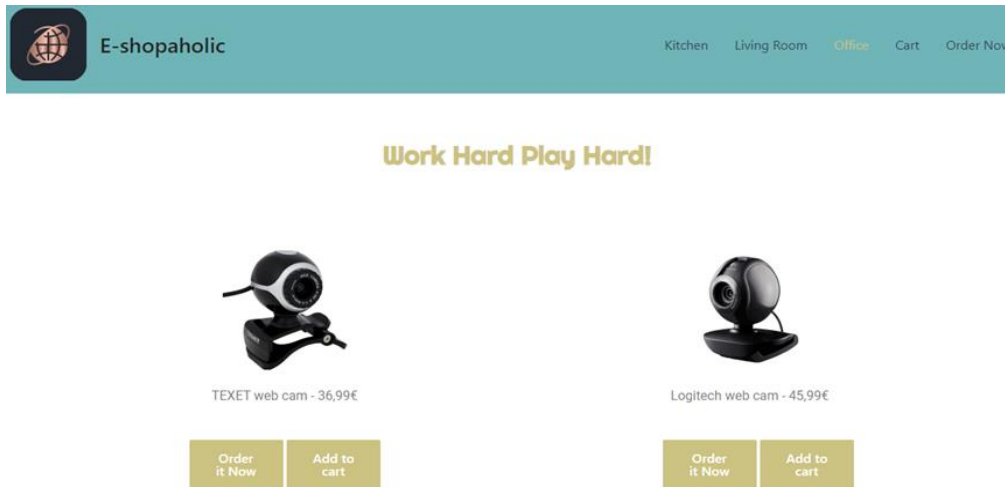 E-shopaholic
Kitchen Living Room Office Cart Order Now
Work Hard Play Hard!
TEXET web cam - 36,99€
Logitech web cam - 45,99€
Order it Now
Add to cart
Order it Now
Add to cart